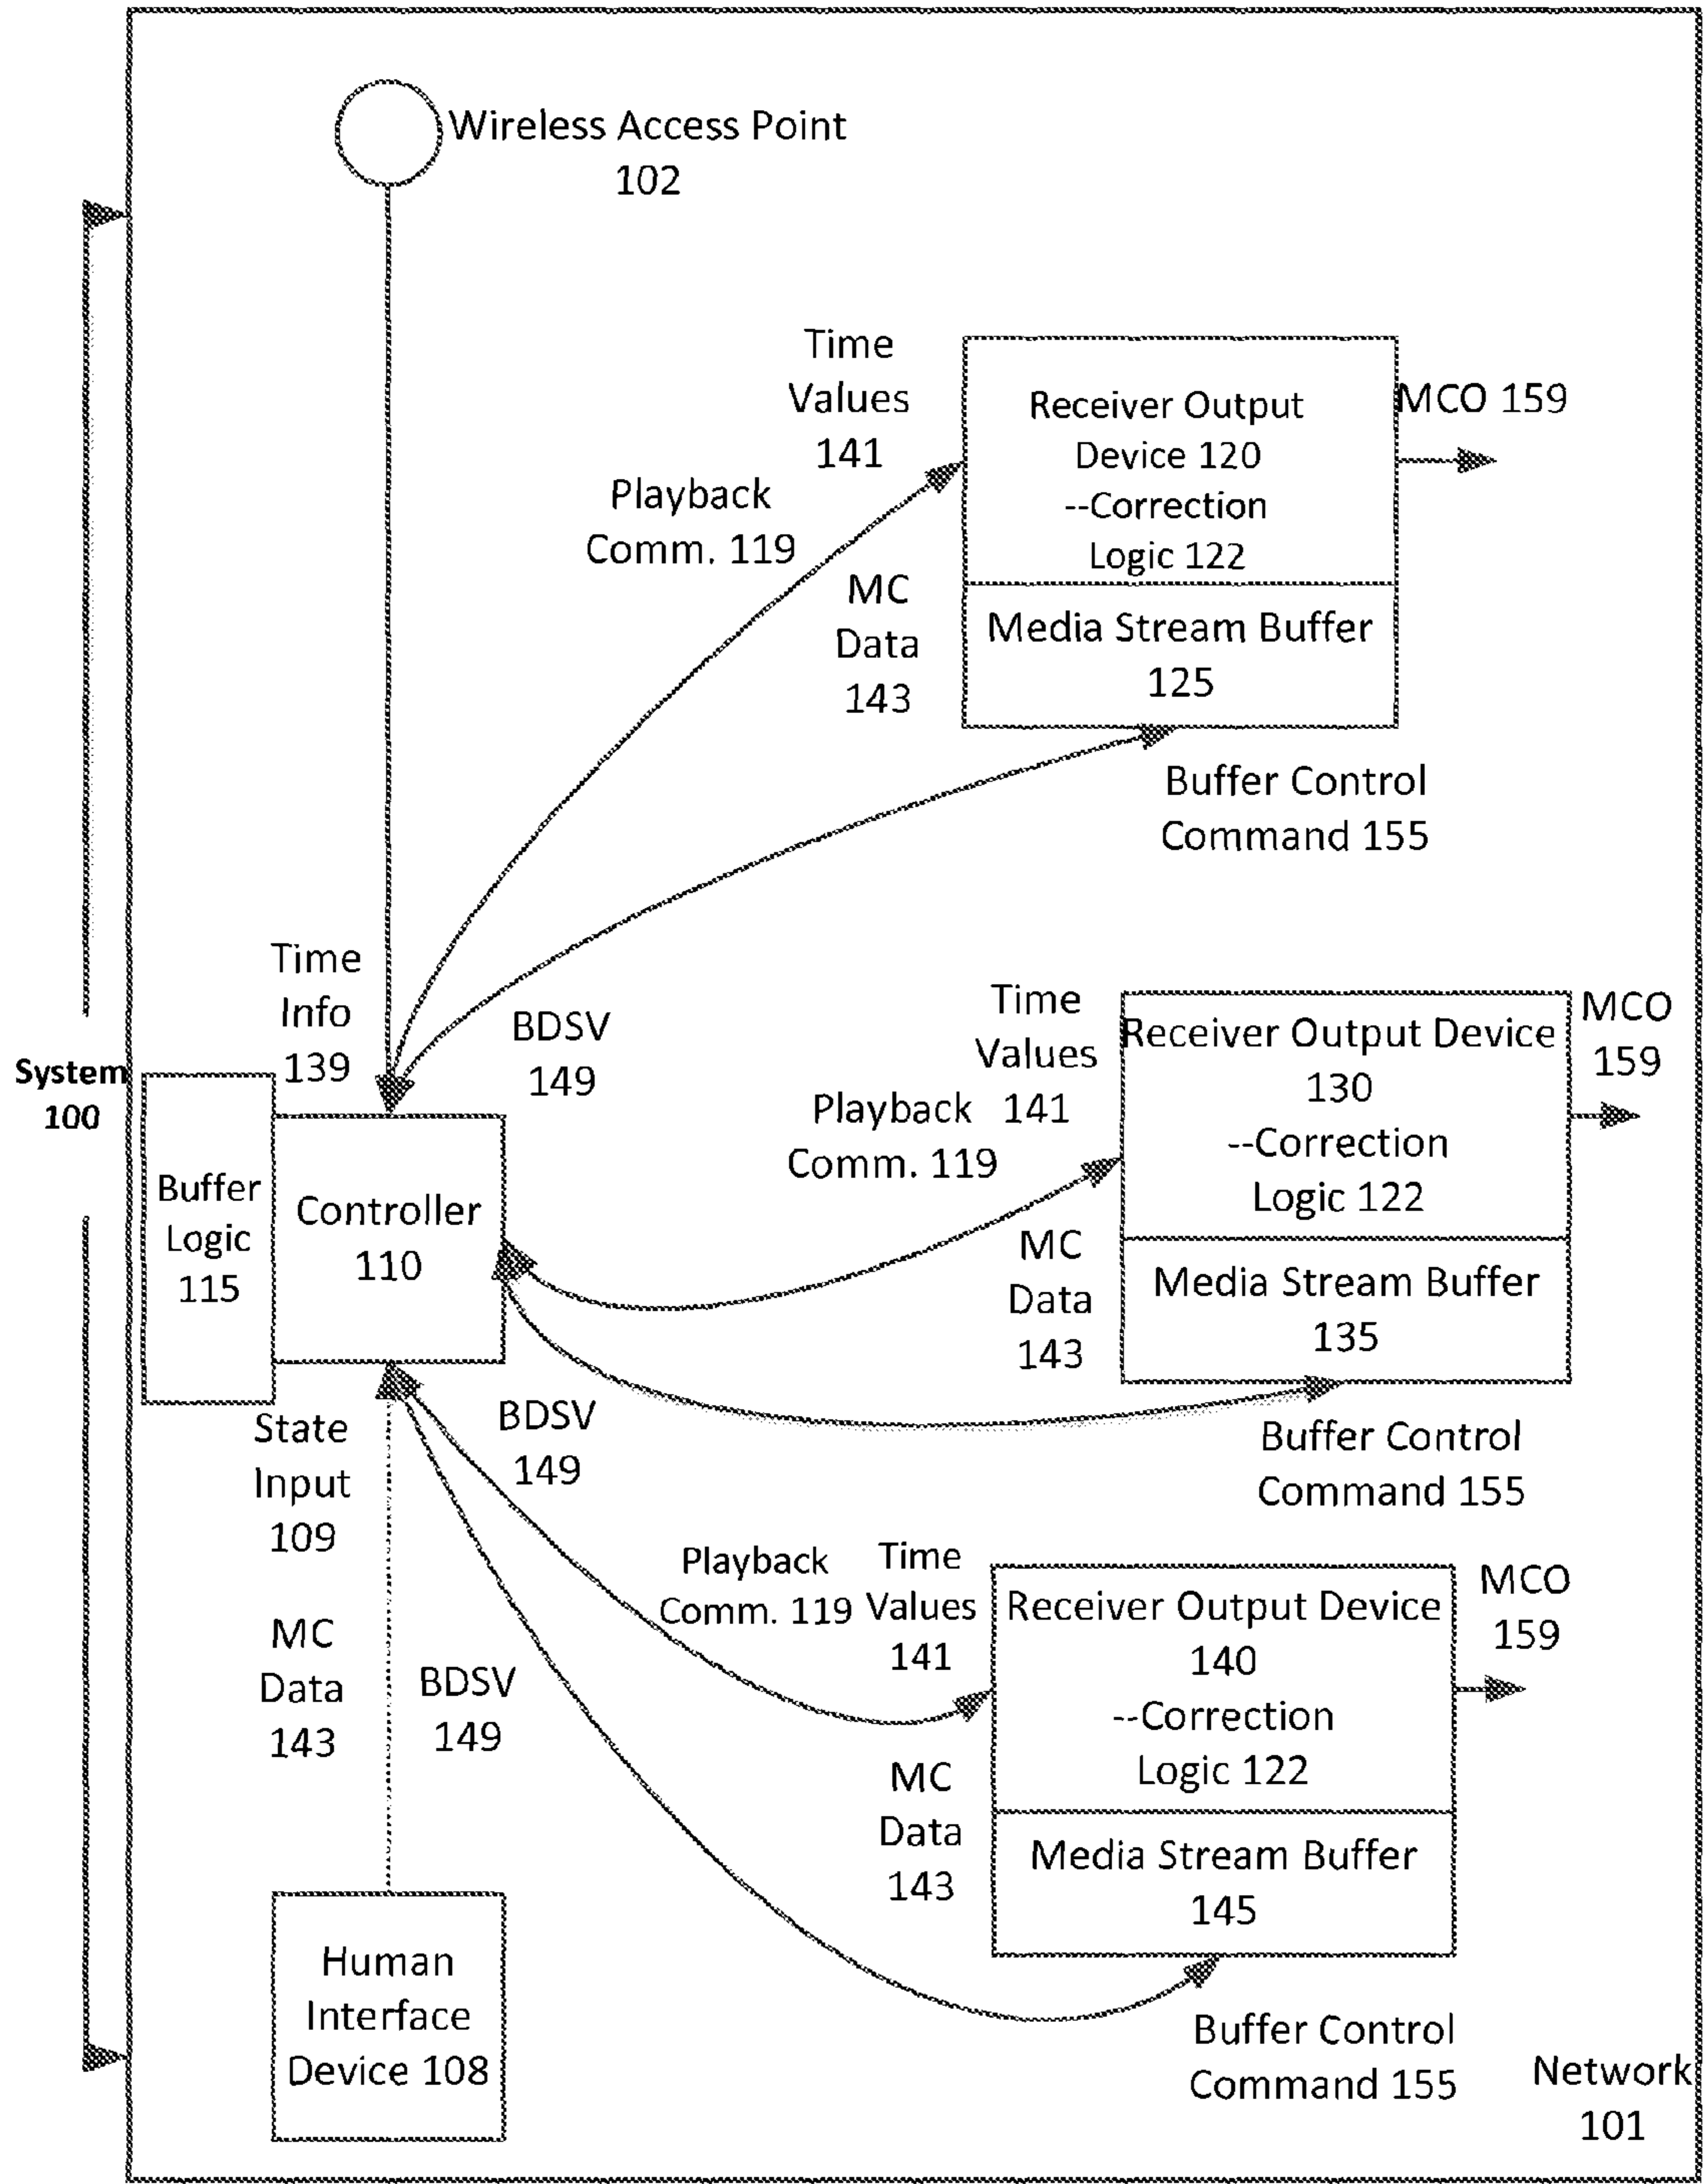 Wireless Access Point
102
Time
Values
141
Playback
Comm. 119
MC
Data
143
Receiver Output
Device 120
--Correction
Logic 122
Media Stream Buffer
125
MCO 159
Buffer Control
Command 155
Time
Info
139
BDSV
149
System
100
Buffer
Logic
115
Controller
110
Time
Values
141
Playback
Comm. 119
MC
Data
143
Receiver Output Device
130
--Correction
Logic 122
Media Stream Buffer
135
MCO
159
Buffer Control
Command 155
State
Input
109
BDSV
149
MC
Data
143
BDSV
149
Playback
Comm. 119
Time
Values
141
MC
Data
143
Receiver Output Device
140
--Correction
Logic 122
Media Stream Buffer
145
MCO
159
Buffer Control
Command 155
Human
Interface
Device 108
Network
101